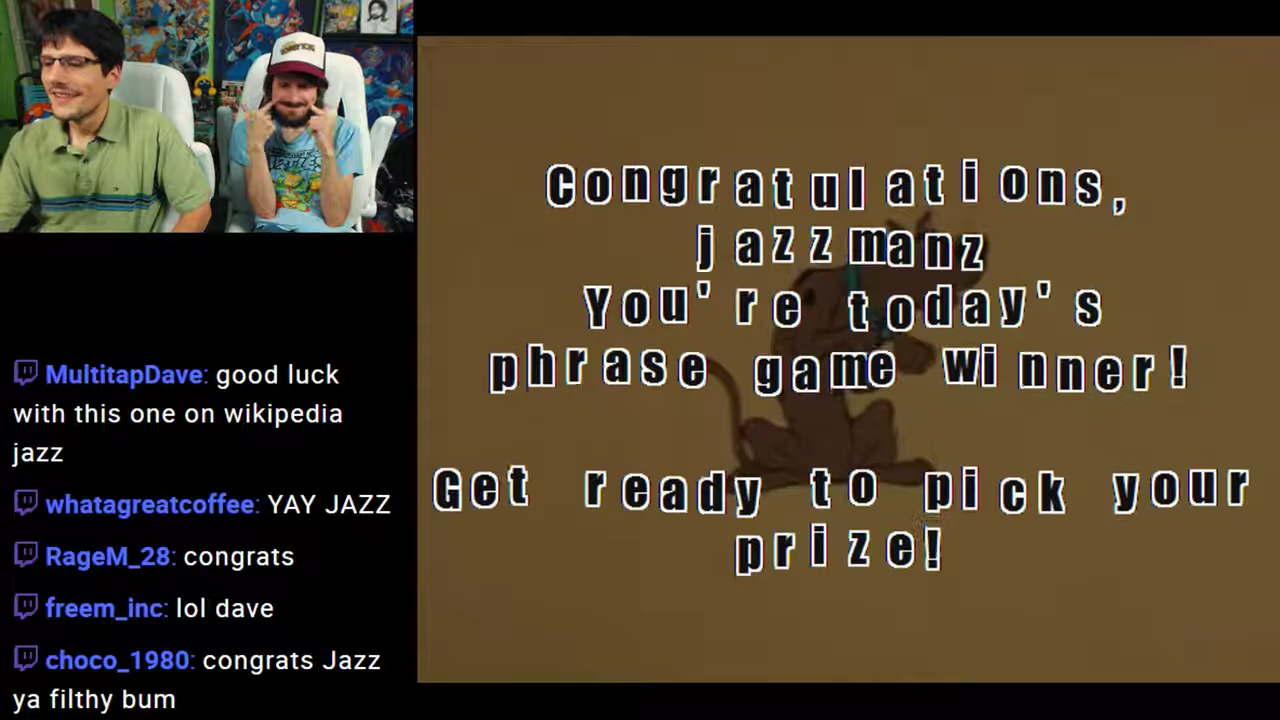 Congratulations,
jazzmanz
You're today's
phrase game winner!
Get ready to pick your
prize!
MultitapDave: good luck
with this one on wikipedia
jazz
whatagreatcoffee: YAY JAZZ
RageM_28: congrats
freem_inc: lol dave
choco_1980: congrats Jazz
ya filthy bum